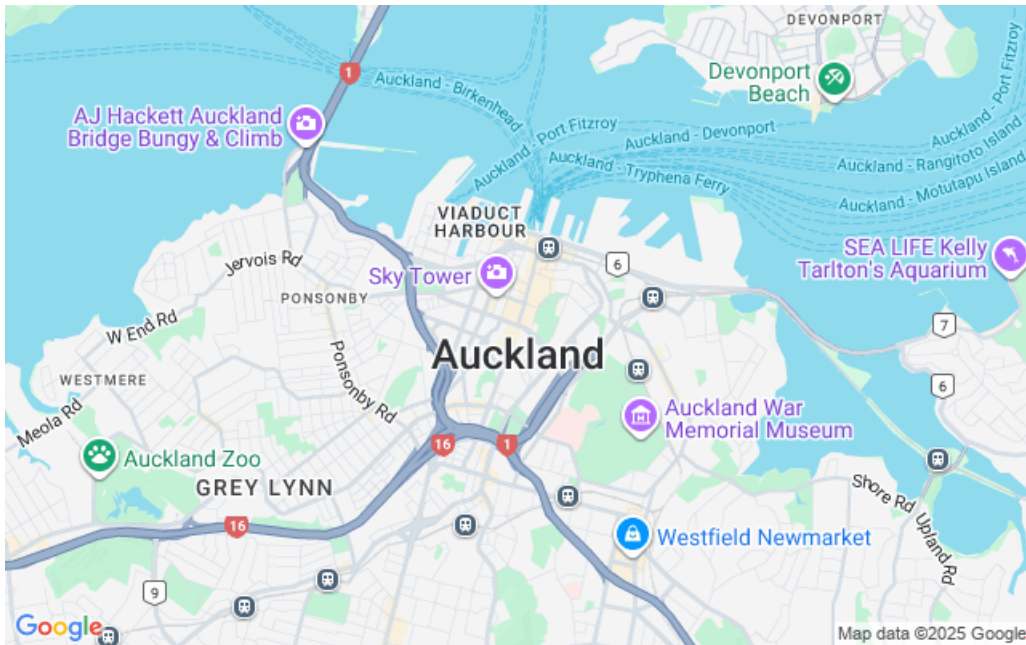 DEVONPORT
Devonport
Beach
1
AJ Hackett Auckland
Bridge Bungy & Climb
Auckland - Birkenhead
Auckland - Port Fitzroy
Auckland - Devonport
Auckland - Tryphena Ferry
Auckland - Port Fitzroy
Auckland - Rangitoto Island
Auckland - Motutapu Island
VIADUCT
HARBOUR
Jervois Rd
Sky Tower
6
SEA LIFE Kelly
Tarlton's Aquarium
PONSONBY
W End Rd
7
Ponsonby Rd
Auckland
WESTMERE
6
Meola Rd
Auckland War
Memorial Museum
16
1
Auckland Zoo
GREY LYNN
Shore Rd
Upland Rd
16
Westfield Newmarket
9
Google
Map data ©2025 Google